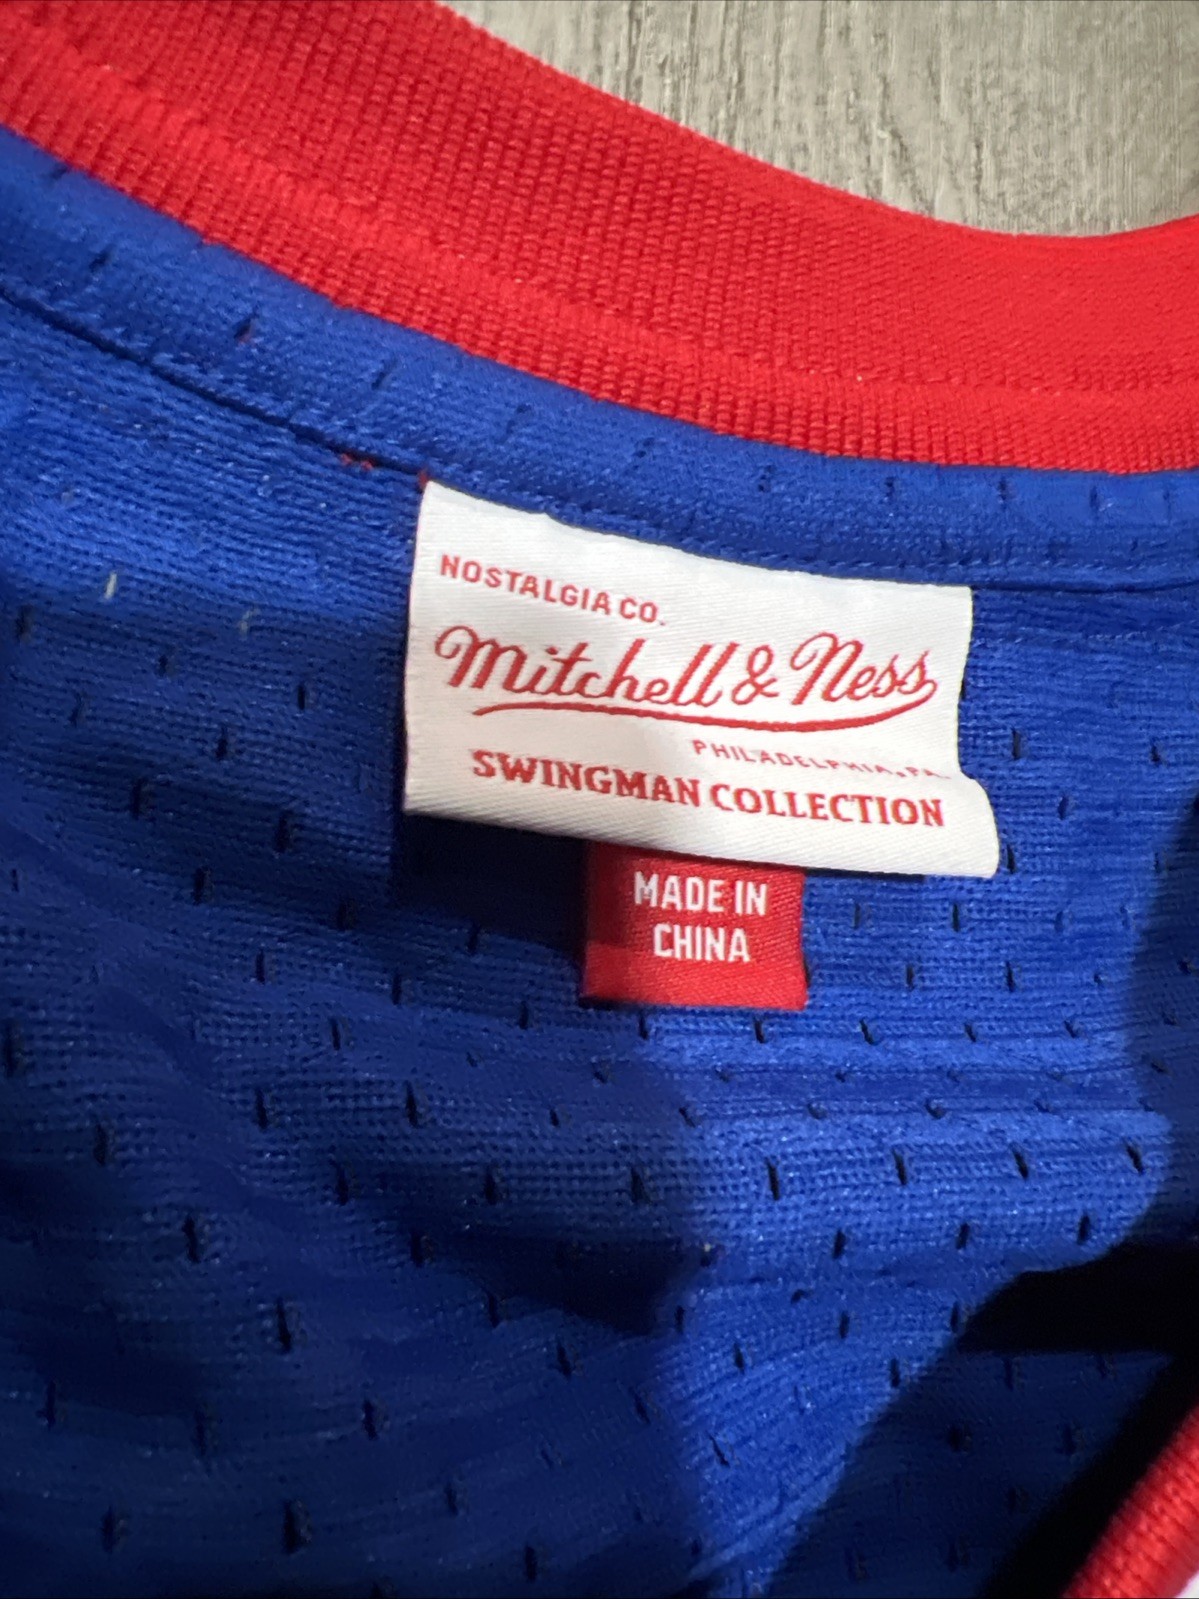 NOSTALGIA CO.
Mitchell & Ness
PHILADELPHIA, PA.
SWINGMAN COLLECTION
MADE IN
CHINA